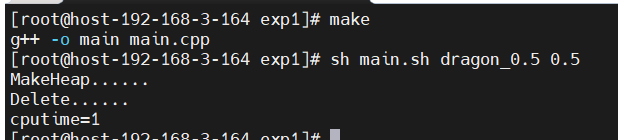 [root@host-192-168-3-164 exp1]# make
g++ -o main main.cpp
[root@host-192-168-3-164 exp1]# sh main.sh dragon_0.5 0.5
MakeHeap......
Delete......
cputime=1
[root@host-192-168-3-164 exp1]#